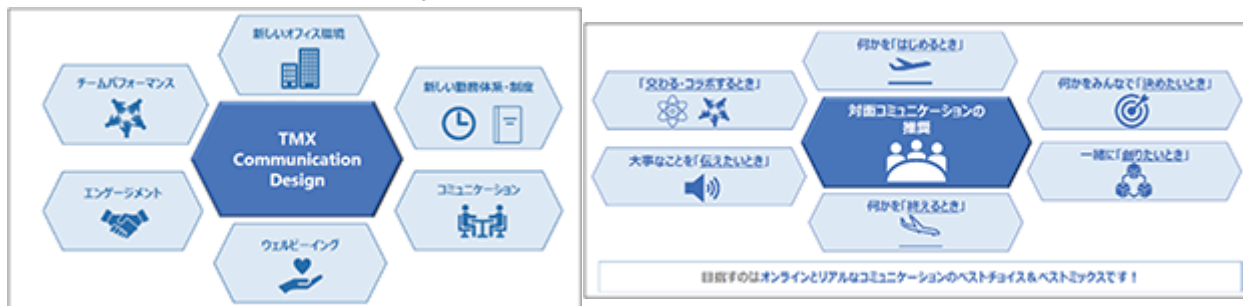 新しいオフィス環境
チームパフォーマンス
新しい勤務体系・制度
TMX
Communication
Design
エンゲージメント
コミュニケーション
ウェルビーイング
何かを「はじめるとき」
「交わる・コラボするとき」
何かをみんなで「決めたいとき」
対面コミュニケーションの
推奨
大事なことを「伝えたいとき」
一緒に「創りたいとき」
何かを「終えるとき」
目指すのはオンラインとリアルなコミュニケーションのベストチョイス&ベストミックスです!